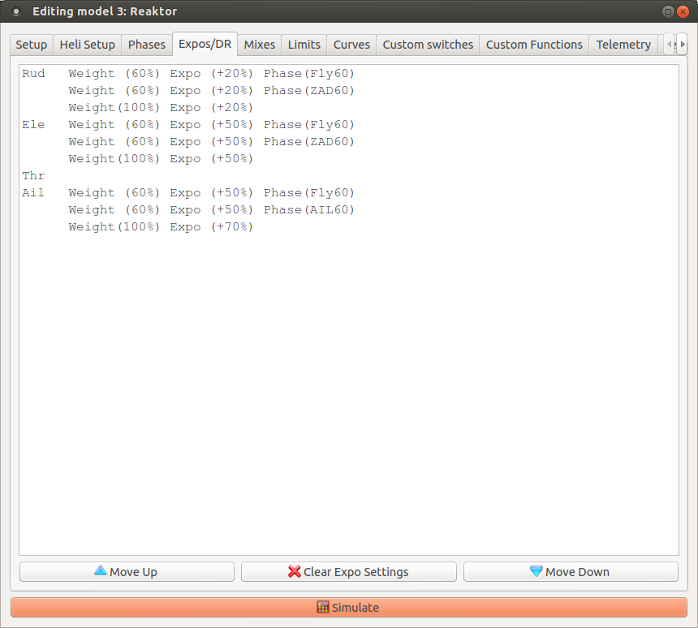 Editing model 3: Reaktor
Setup Heli Setup Phases Expos/DR Mixes Limits Curves Custom switches Custom Functions Telemetry
Rud Weight (60%) Expo (+20%) Phase(Fly60)
Weight (60%) Expo (+20%) Phase(ZAD60)
Weight(100%) Expo (+20%)
Ele Weight (60%) Expo (+50%) Phase(Fly60)
Weight (60%) Expo (+50%) Phase(ZAD60)
Weight(100%) Expo (+50%)
Thr
Ail Weight (60%) Expo (+50%) Phase(Fly60)
Weight (60%) Expo (+50%) Phase(AIL60)
Weight(100%) Expo (+70%)
Move Up Clear Expo Settings Move Down
Simulate